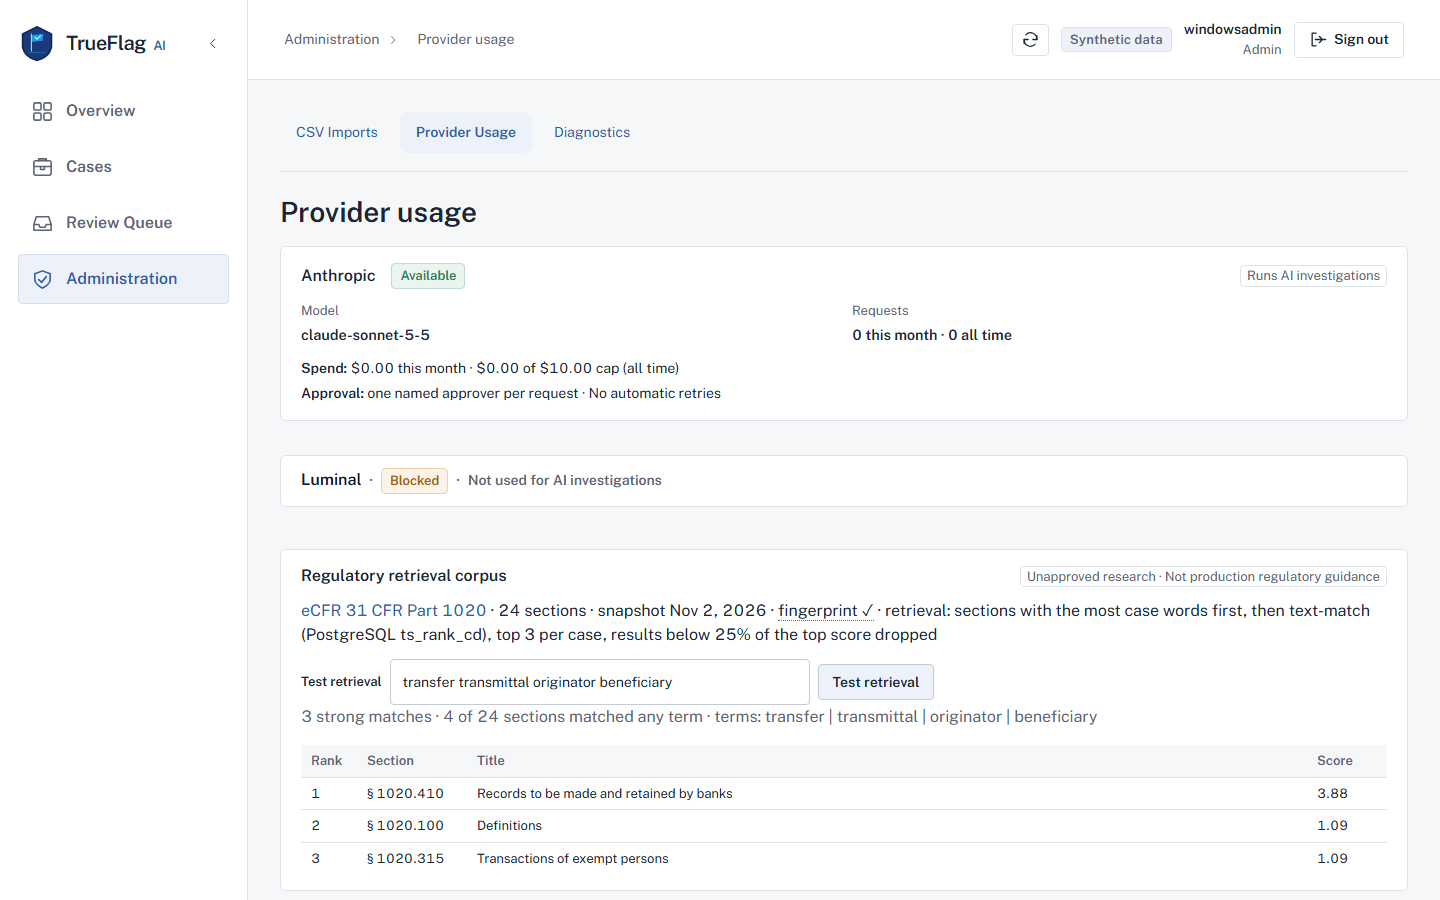 TrueFlag AI
Administration > Provider usage
Synthetic data
windowsadmin
Admin
Sign out
Overview
Cases
Review Queue
Administration
CSV Imports
Provider Usage
Diagnostics
Provider usage
Anthropic Available
Runs AI investigations
Model
claude-sonnet-5-5
Requests
0 this month · 0 all time
Spend: $0.00 this month · $0.00 of $10.00 cap (all time)
Approval: one named approver per request · No automatic retries
Luminal · Blocked · Not used for AI investigations
Regulatory retrieval corpus
Unapproved research · Not production regulatory guidance
eCFR 31 CFR Part 1020 · 24 sections · snapshot Nov 2, 2026 · fingerprint ✓ · retrieval: sections with the most case words first, then text-match
(PostgreSQL ts_rank_cd), top 3 per case, results below 25% of the top score dropped
Test retrieval
transfer transmittal originator beneficiary
Test retrieval
3 strong matches · 4 of 24 sections matched any term · terms: transfer | transmittal | originator | beneficiary
Rank Section Title Score
1 § 1020.410 Records to be made and retained by banks 3.88
2 § 1020.100 Definitions 1.09
3 § 1020.315 Transactions of exempt persons 1.09